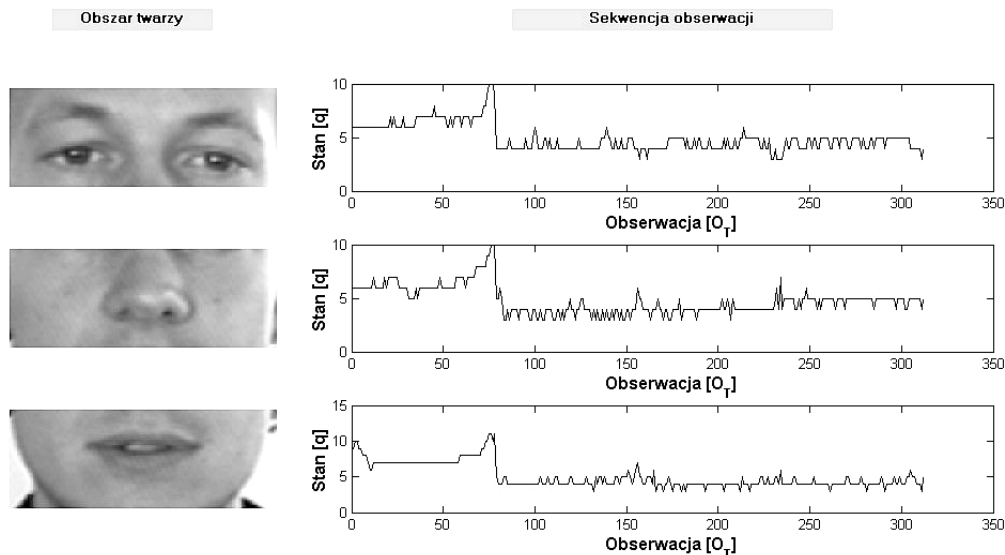 Obszar twarzy
Sekwencja obserwacji
10
5
0
Stan [q]
0 50 100 150 200 250 300 350
Obserwacja [O_T]
10
5
0
Stan [q]
0 50 100 150 200 250 300 350
Obserwacja [O_T]
15
10
5
0
Stan [q]
0 50 100 150 200 250 300 350
Obserwacja [O_T]